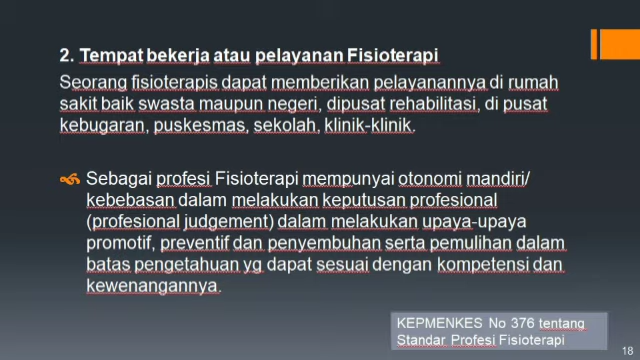 2. Tempat bekerja atau pelayanan Fisioterapi
Seorang fisioterapis dapat memberikan pelayanannya di rumah
sakit baik swasta maupun negeri, dipusat rehabilitasi, di pusat
kebugaran, puskesmas, sekolah, klinik-klinik.
Sebagai profesi Fisioterapi mempunyai otonomi mandiri/
kebebasan dalam melakukan keputusan profesional
(profesional judgement) dalam melakukan upaya-upaya
promotif, preventif dan penyembuhan serta pemulihan dalam
batas pengetahuan yg dapat sesuai dengan kompetensi dan
kewenangannya.
KEPMENKES No 376 tentang
Standar Profesi Fisioterapi
18